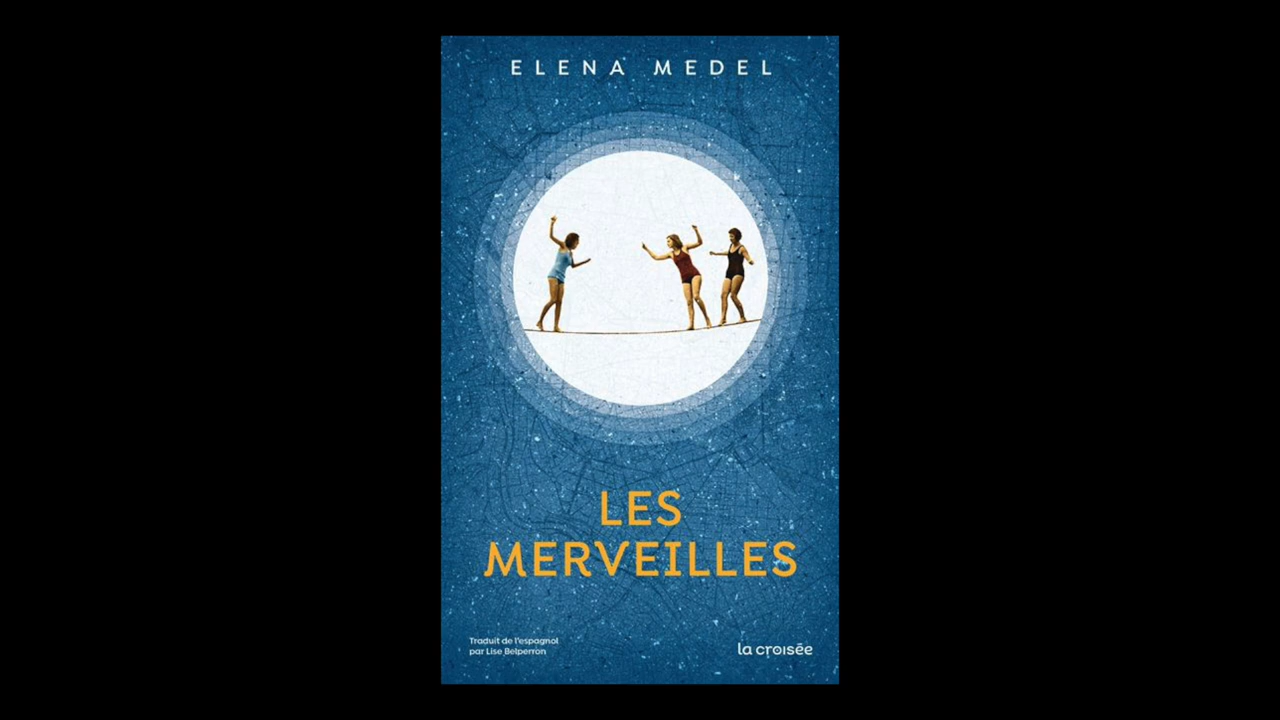 ELENA MEDEL
LES
MERVEILLES
Traduit de l'espagnol
par Lise Belperron
la croisée